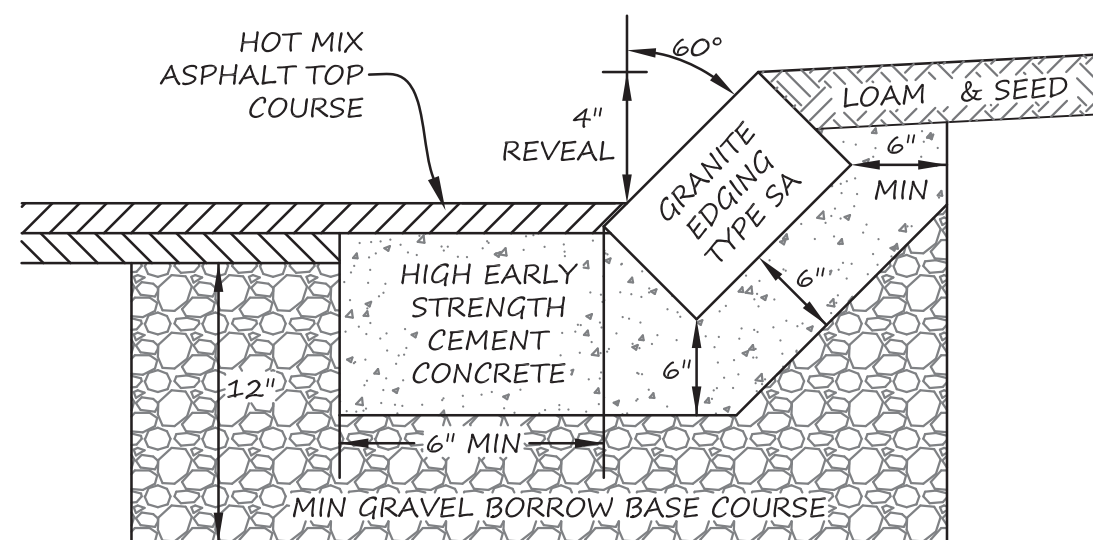 HOT MIX
ASPHALT TOP
COURSE
60°
4"
REVEAL
LOAM & SEED
GRANITE
EDGING
TYPE SA
6"
MIN
HIGH EARLY
STRENGTH
CEMENT
CONCRETE
6"
6"
12"
6" MIN
MIN GRAVEL BORROW BASE COURSE